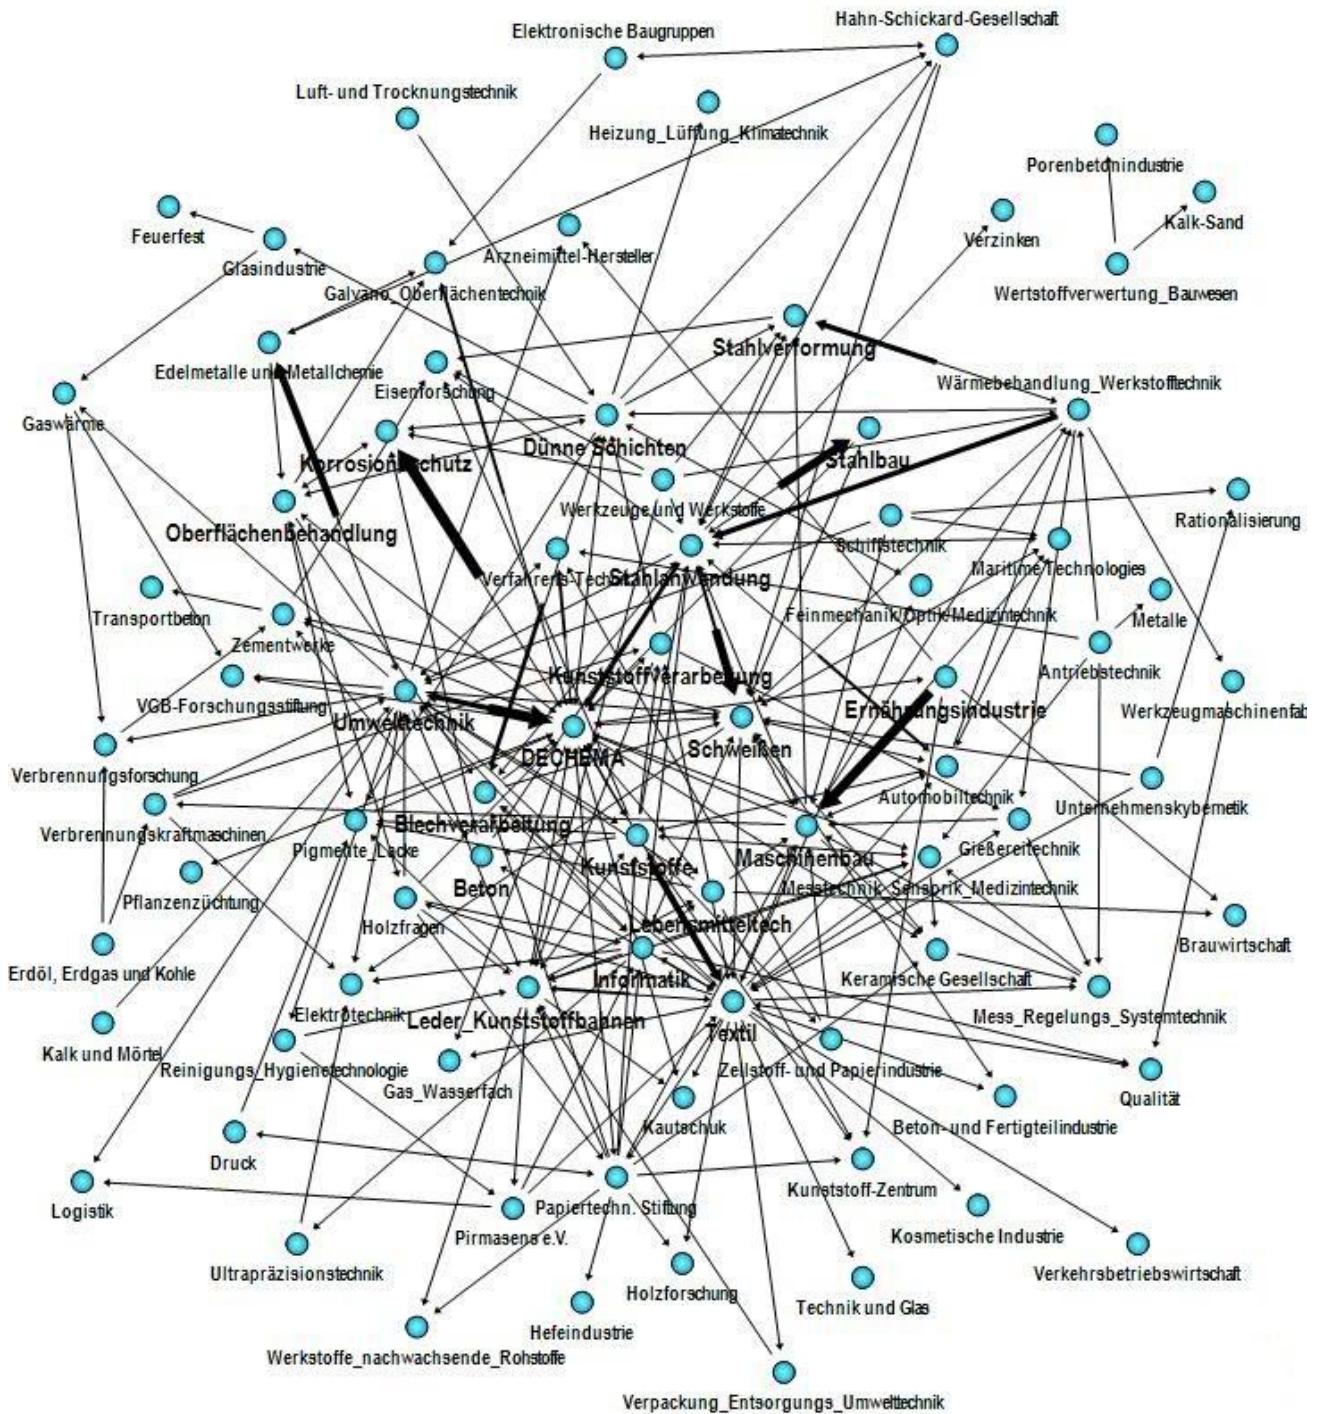 Hahn-Schickard-Gesellschaft
Elektronische Baugruppen
Luft- und Trocknungstechnik
Heizung_Lüftung_Klimatechnik
Porenbetonindustrie
Kalk-Sand
Feuerfest
Verzinken
Arzneimittel-Hersteller
Glasindustrie
Galvano_Oberflächentechnik
Wertstoffverwertung_Bauwesen
Stahlverformung
Edelmetalle und Metallchemie
Eisenforschung
Wärmebehandlung_Werkstofftechnik
Gaswärme
Dünne Schichten
Stahlbau
Korrosionsschutz
Werkzeuge und Werkstoffe
Rationalisierung
Oberflächenbehandlung
Schiffstechnik
Verfahrens-Technik
Stahlanwendung
Maritime Technologies
Feinmechanik/Optik/Medizintechnik
Transportbeton
Metalle
Zementwerke
Kunststoffverarbeitung
Antriebstechnik
VGB-Forschungsstiftung
Umwelttechnik
Ernährungsindustrie
Werkzeugmaschinenfab
Schweißen
DECHEMA
Verbrennungsforschung
Automobiltechnik
Unternehmenskybernetik
Verbrennungskraftmaschinen
Blechverarbeitung
Pigmente_Lacke
Gießereitechnik
Maschinenbau
Kunststoffe
Beton
Messtechnik_Sensorik_Medizintechnik
Pflanzenzüchtung
Holzfragen
Lebensmitteltech
Brauwirtschaft
Erdöl, Erdgas und Kohle
Informatik
Keramische Gesellschaft
Elektrotechnik
Leder_Kunststoffbahnen
Mess_Regelungs_Systemtechnik
Textil
Kalk und Mörtel
Reinigungs_Hygienetechnologie
Zellstoff- und Papierindustrie
Gas_Wasserfach
Qualität
Kautschuk
Beton- und Fertigteilindustrie
Druck
Kunststoff-Zentrum
Logistik
Papiertechn. Stiftung
Pirmasens e.V.
Kosmetische Industrie
Ultrapräzisionstechnik
Verkehrsbetriebswirtschaft
Holzforschung
Technik und Glas
Hefeindustrie
Werkstoffe_nachwachsende_Rohstoffe
Verpackung_Entsorgungs_Umwelttechnik